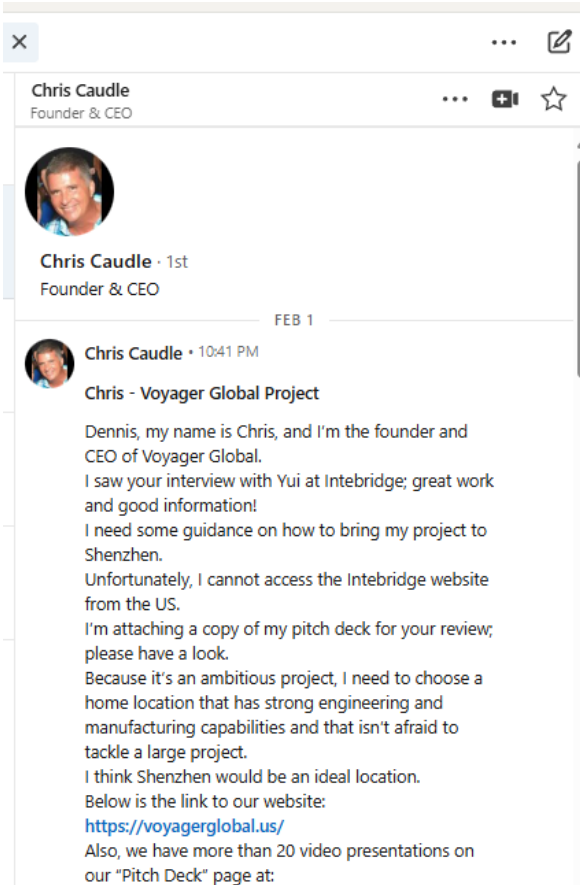 Chris Caudle
Founder & CEO
Chris Caudle · 1st
Founder & CEO
FEB 1
Chris Caudle • 10:41 PM
Chris - Voyager Global Project
Dennis, my name is Chris, and I'm the founder and
CEO of Voyager Global.
I saw your interview with Yui at Intebridge; great work
and good information!
I need some guidance on how to bring my project to
Shenzhen.
Unfortunately, I cannot access the Intebridge website
from the US.
I'm attaching a copy of my pitch deck for your review;
please have a look.
Because it's an ambitious project, I need to choose a
home location that has strong engineering and
manufacturing capabilities and that isn't afraid to
tackle a large project.
I think Shenzhen would be an ideal location.
Below is the link to our website:
https://voyagerglobal.us/
Also, we have more than 20 video presentations on
our "Pitch Deck" page at: